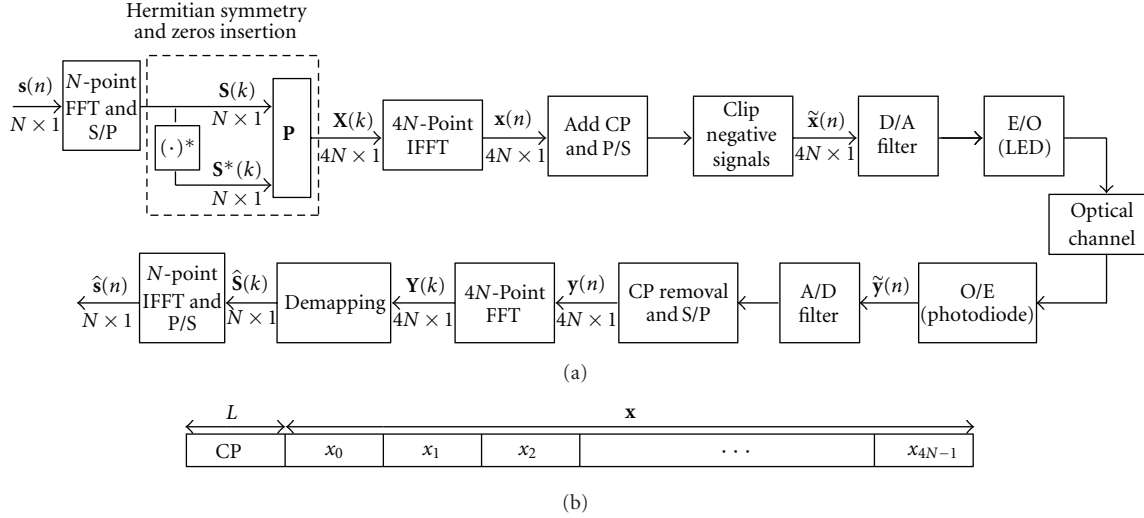 Hermitian symmetry
and zeros insertion
s(n)
N × 1
N-point
FFT and
S/P
(·)*
S(k)
N × 1
S*(k)
N × 1
P
X(k)
4N × 1
4N-Point
IFFT
x(n)
4N × 1
Add CP
and P/S
Clip
negative
signals
x̃(n)
4N × 1
D/A
filter
E/O
(LED)
Optical
channel
ŝ(n)
N × 1
N-point
IFFT and
P/S
Ŝ(k)
N × 1
Demapping
Y(k)
4N × 1
4N-Point
FFT
y(n)
4N × 1
CP removal
and S/P
A/D
filter
ỹ(n)
O/E
(photodiode)
(a)
L
x
CP
x₀
x₁
x₂
· · ·
x₄N−1
(b)